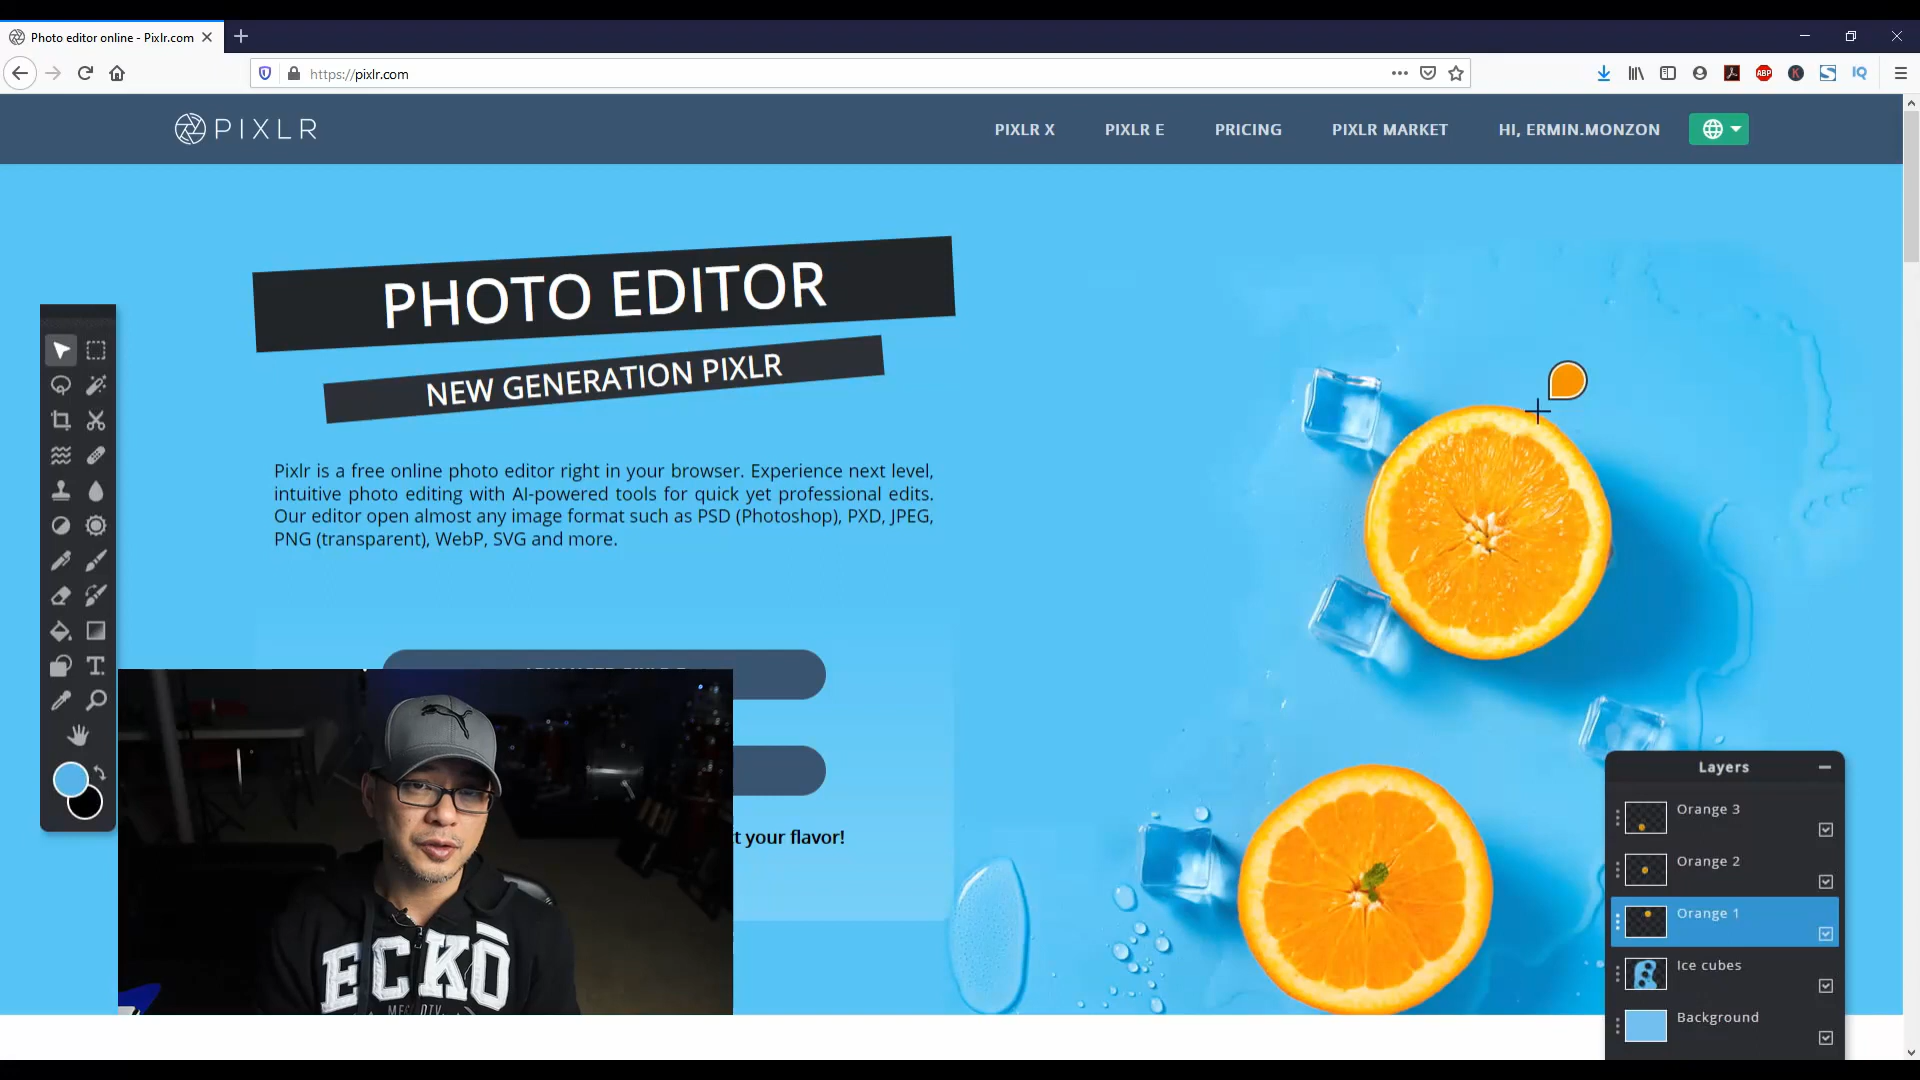 Photo editor online - Pixlr.com
https://pixlr.com
ABP
K
S
IQ
PIXLR
PIXLR X
PIXLR E
PRICING
PIXLR MARKET
HI, ERMIN.MONZON
PHOTO EDITOR
NEW GENERATION PIXLR
Pixlr is a free online photo editor right in your browser. Experience next level,
intuitive photo editing with AI-powered tools for quick yet professional edits.
Our editor open almost any image format such as PSD (Photoshop), PXD, JPEG,
PNG (transparent), WebP, SVG and more.
your flavor!
ECKŌ
Layers
Orange 3
Orange 2
Orange 1
Ice cubes
Background